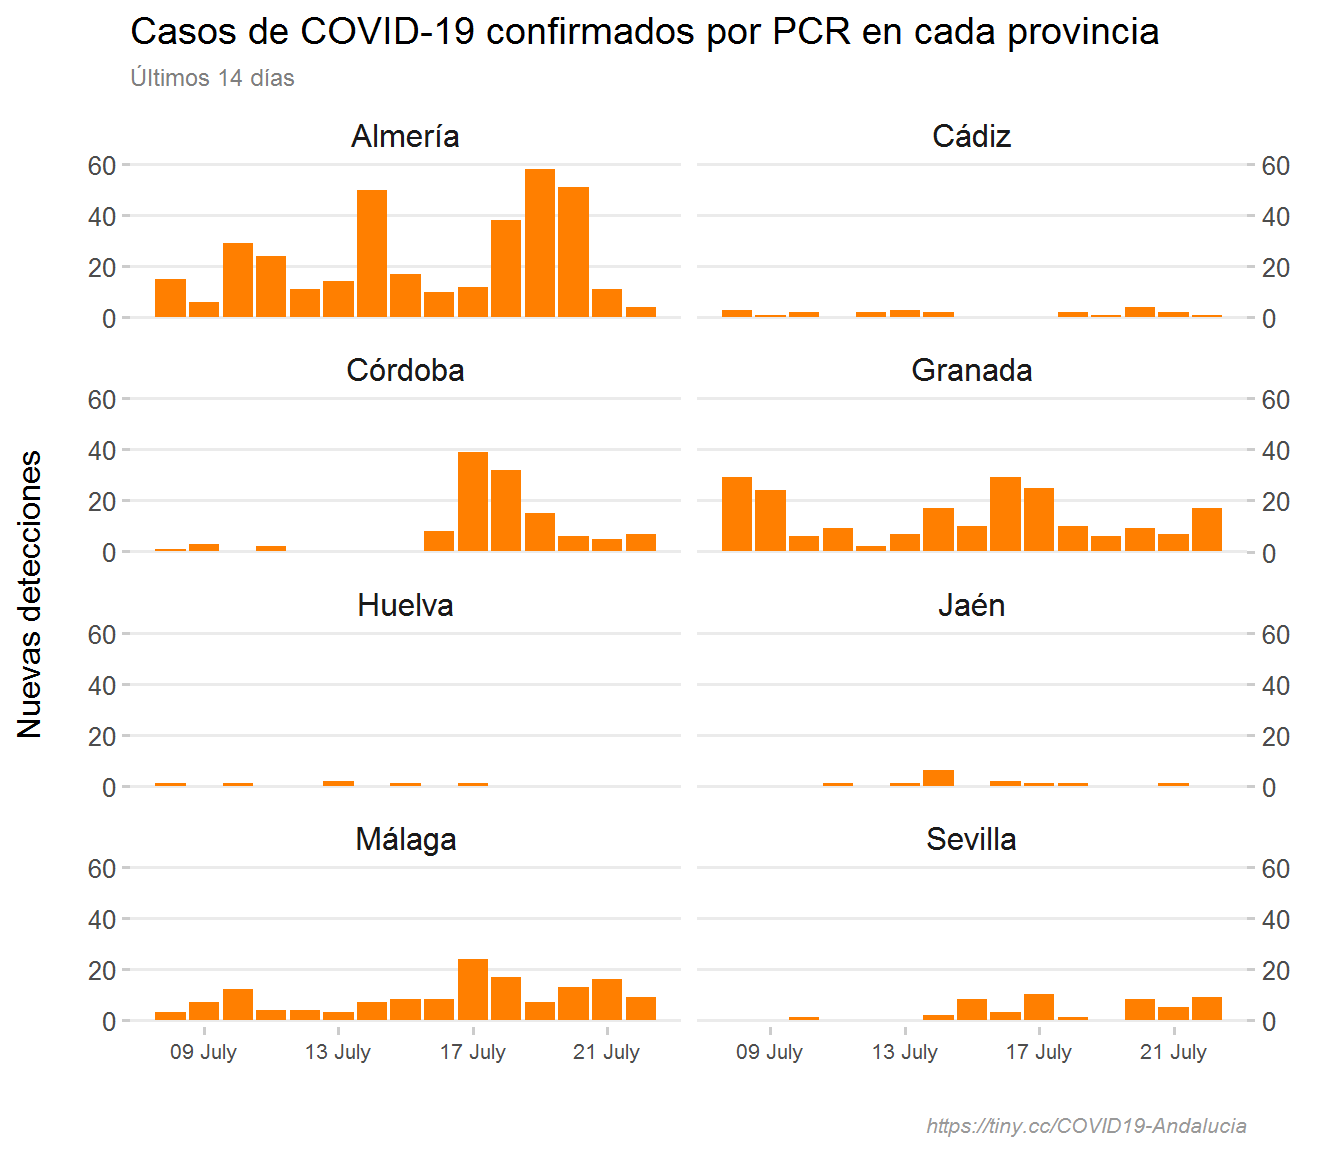 Casos de COVID-19 confirmados por PCR en cada provincia
Últimos 14 días
Almería
Cádiz
60
40
20
0
60
40
20
0
Córdoba
Granada
60
40
20
0
60
40
20
0
Nuevas detecciones
Huelva
Jaén
60
40
20
0
60
40
20
0
Málaga
Sevilla
60
40
20
0
60
40
20
0
09 July 13 July 17 July 21 July
09 July 13 July 17 July 21 July
https://tiny.cc/COVID19-Andalucia